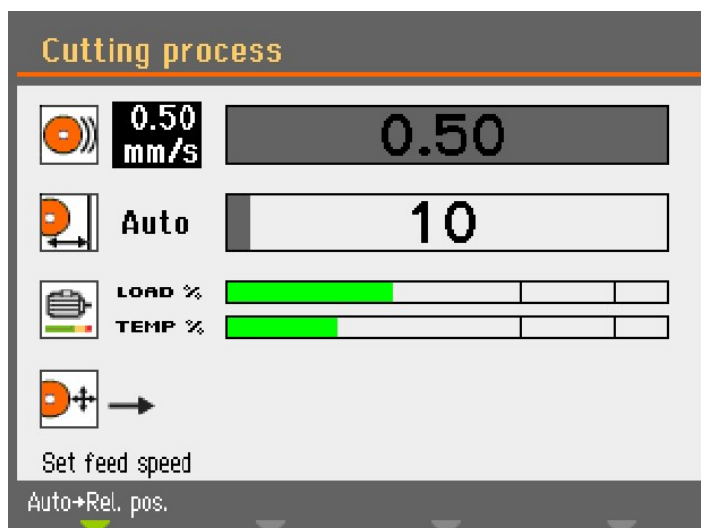 Cutting process
0.50
mm/s
0.50
Auto
10
LOAD %
TEMP %
Set feed speed
Auto→Rel. pos.